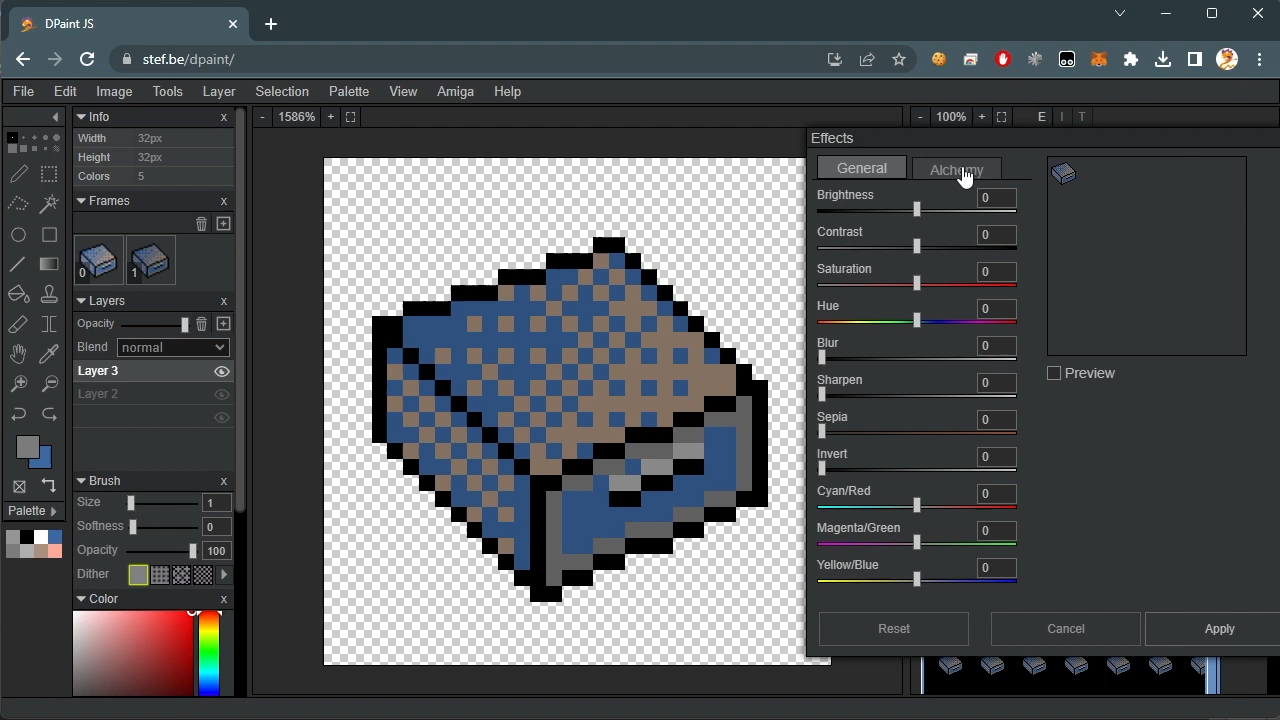 DPaint JS
stef.be/dpaint/
File Edit Image Tools Layer Selection Palette View Amiga Help
Info
Width 32px
Height 32px
Colors 5
Frames
0 1
Layers
Opacity
Blend normal
Layer 3
Layer 2
Brush
Size 1
Softness 0
Opacity 100
Dither
Color
Palette
- 1586% +
- 100% + E I T
Effects
General Alchemy
Brightness 0
Contrast 0
Saturation 0
Hue 0
Blur 0
Sharpen 0
Sepia 0
Invert 0
Cyan/Red 0
Magenta/Green 0
Yellow/Blue 0
Preview
Reset Cancel Apply